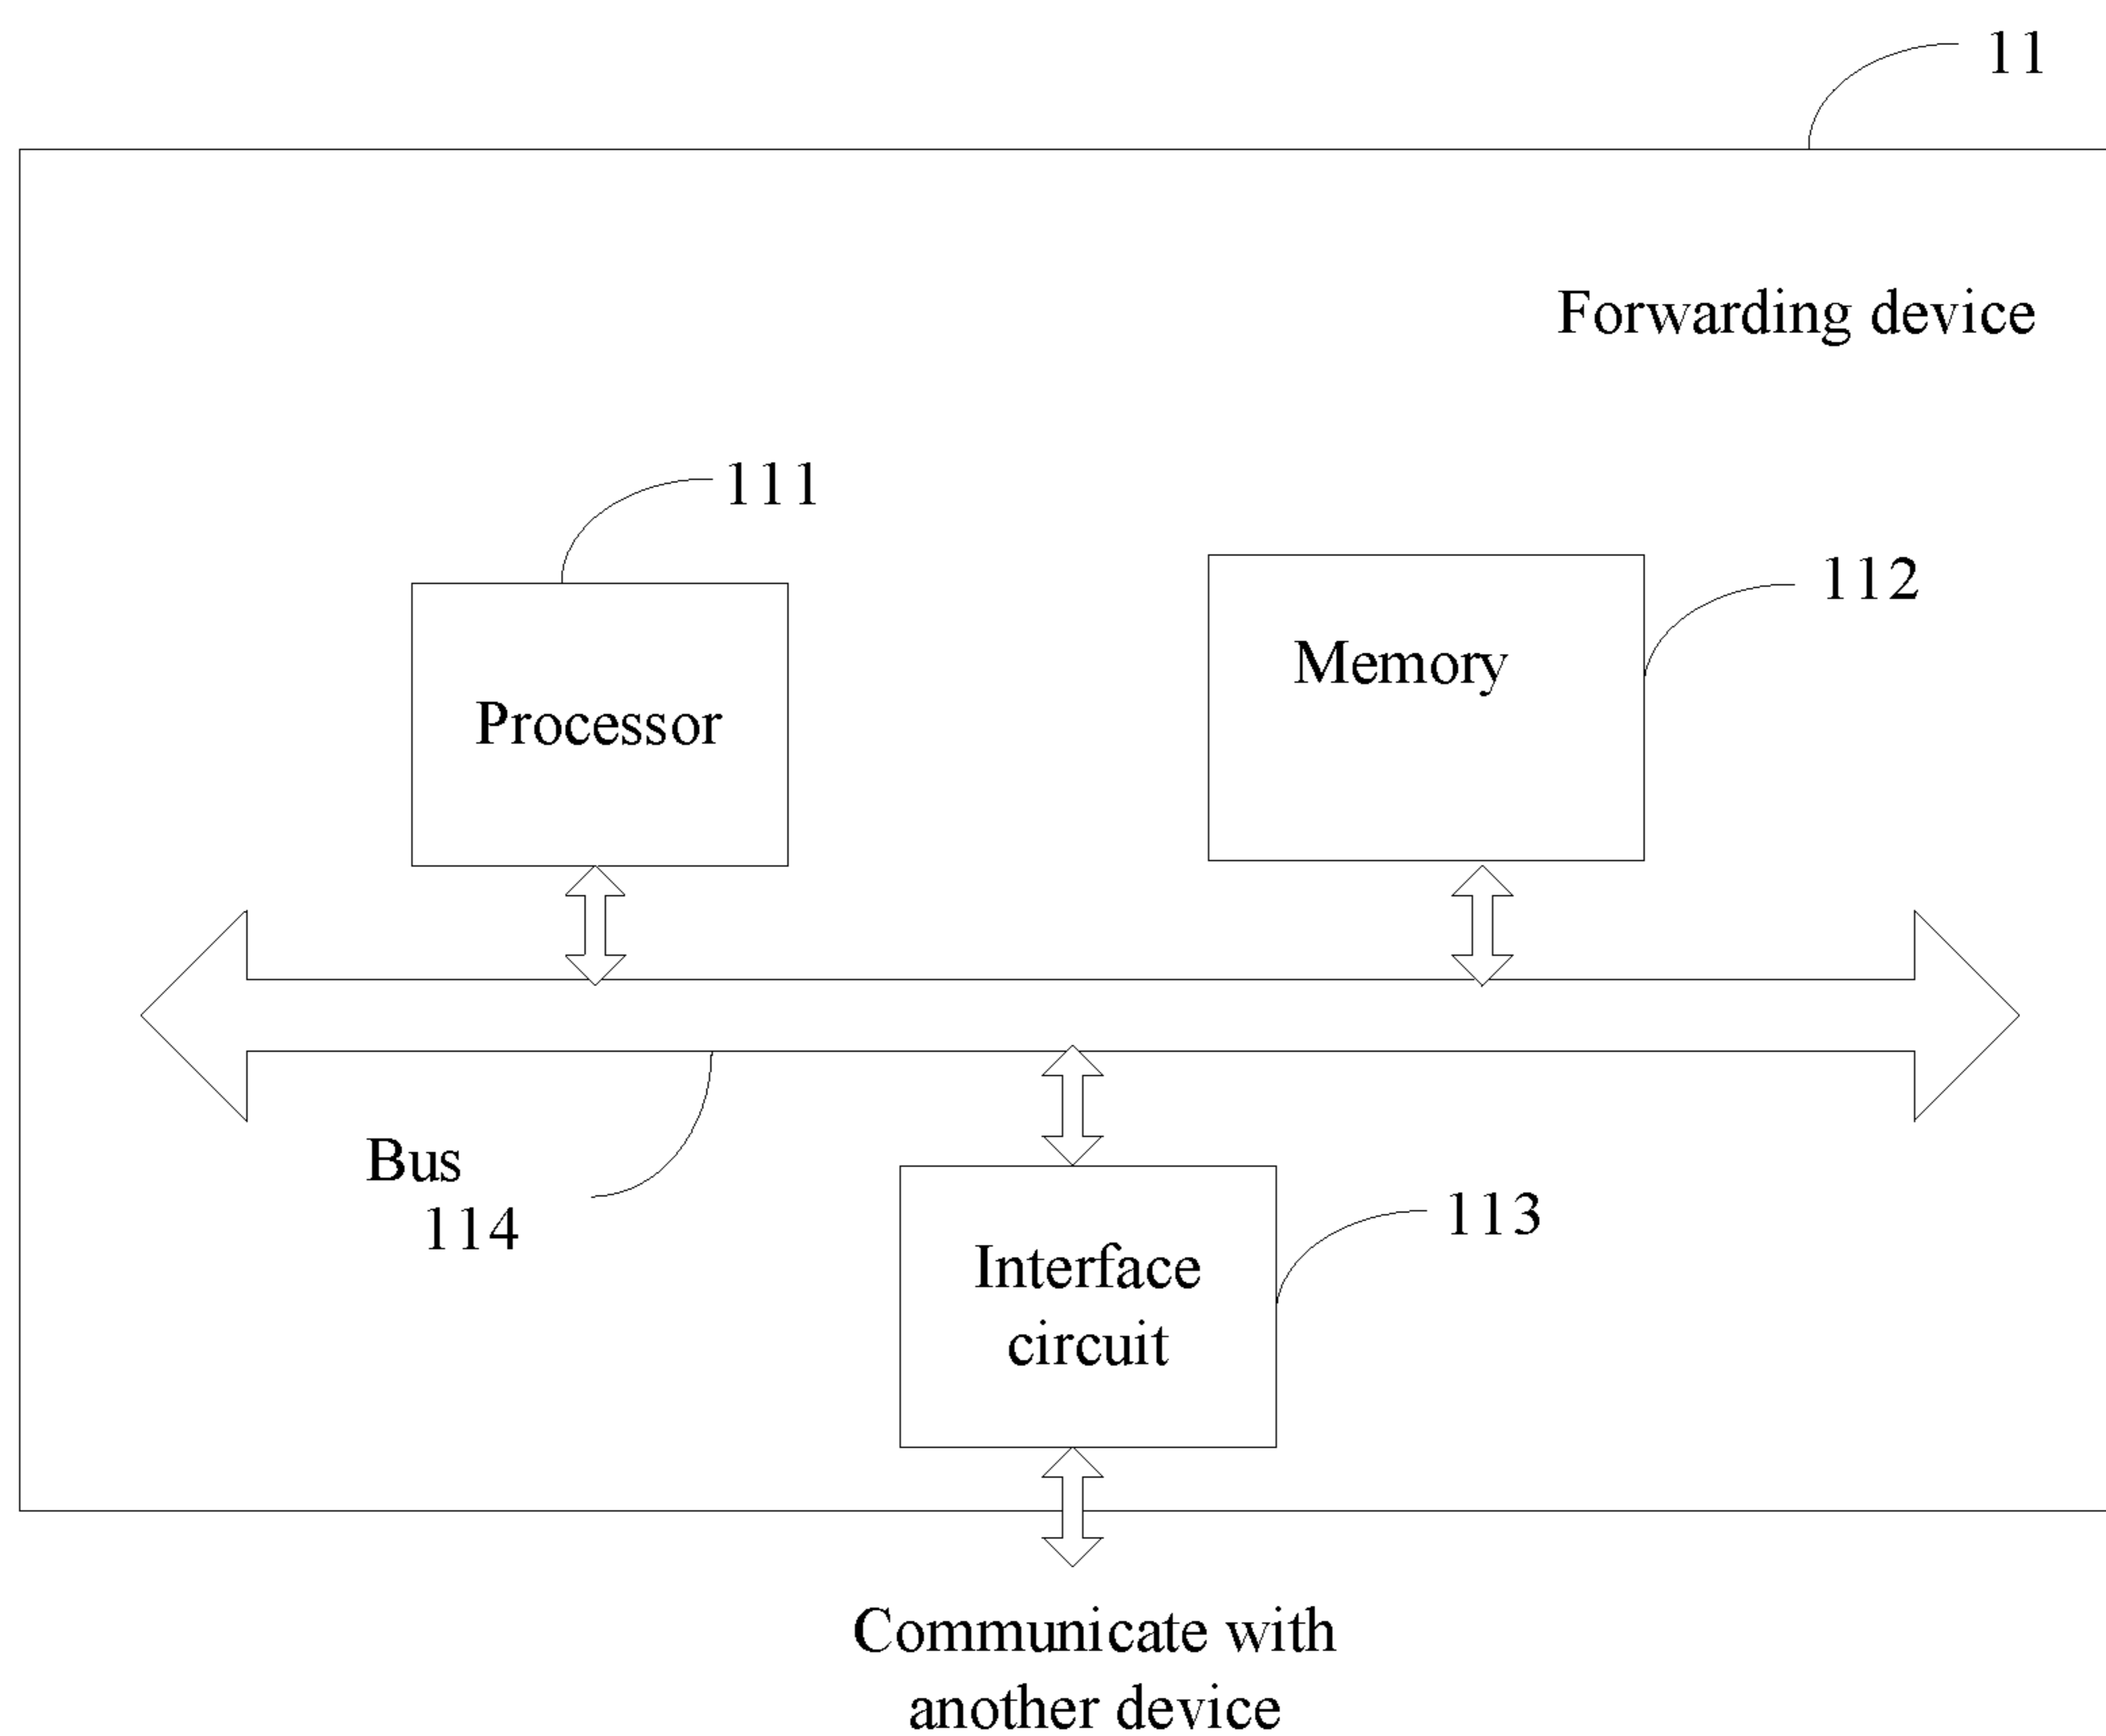 11
Forwarding device
111
112
Memory
Processor
Bus
114
113
Interface
circuit
Communicate with
another device